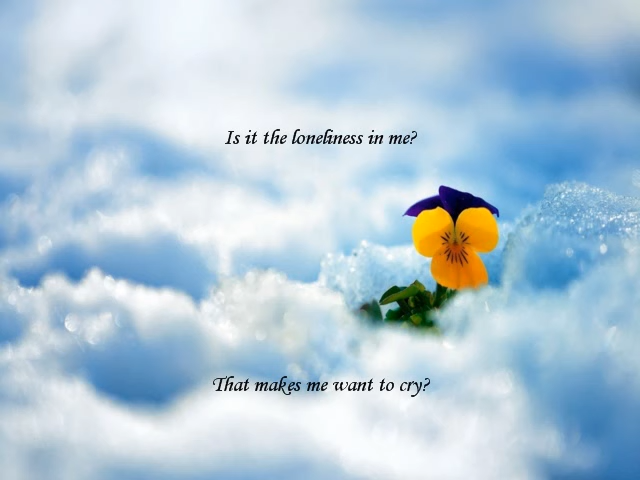 Is it the loneliness in me?
That makes me want to cry?